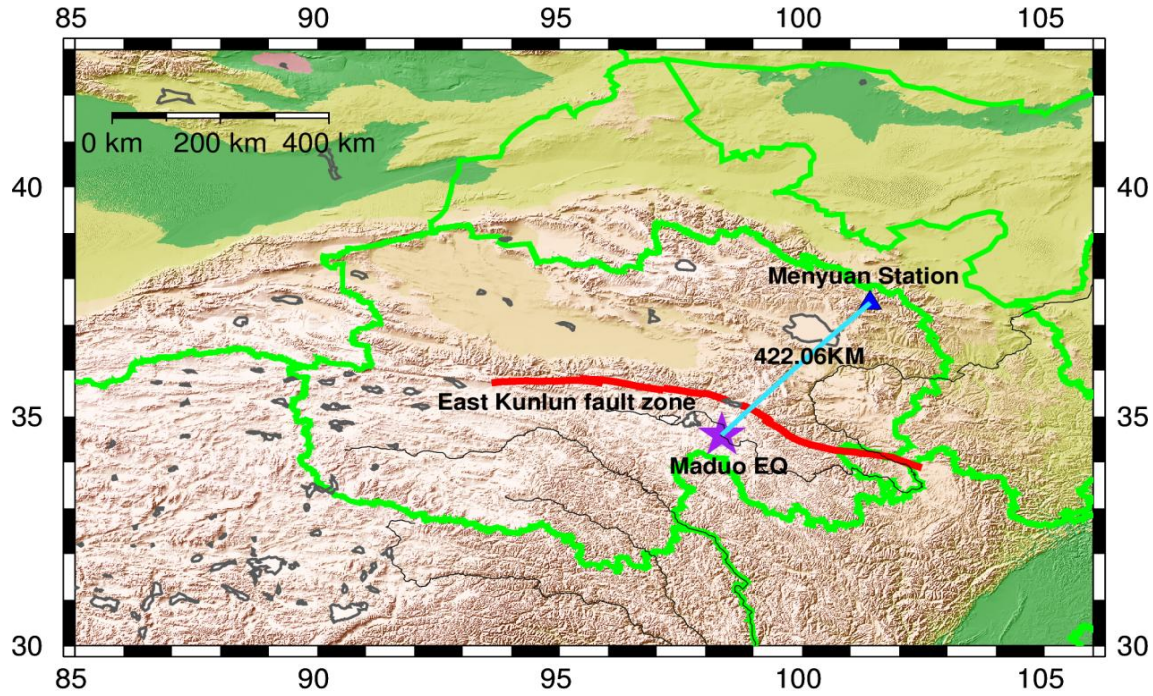 85 90 95 100 105
0 km 200 km 400 km
40 40
Menyuan Station
422.06KM
East Kunlun fault zone
35 35
Maduo EQ
30 30
85 90 95 100 105